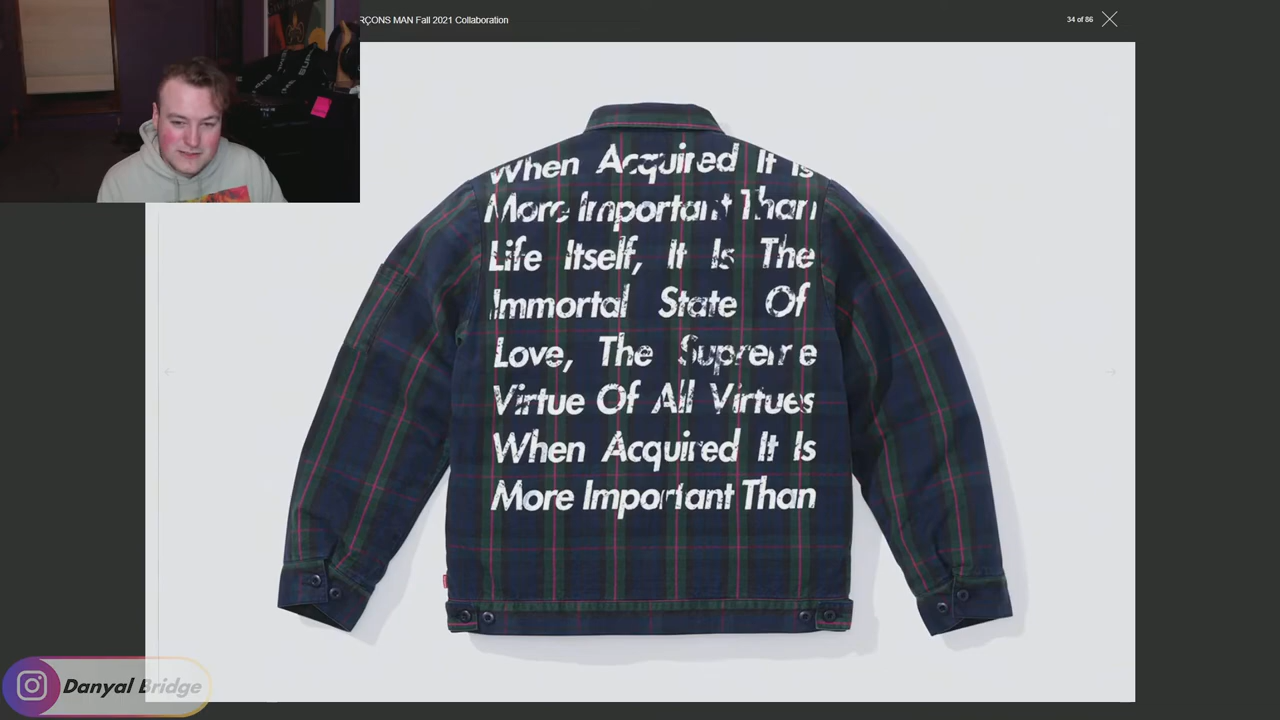 RÇONS MAN Fall 2021 Collaboration
34 of 86
When Acquired It Is
More Important Than
Life Itself, It Is The
Immortal State Of
Love, The Supreme
Virtue Of All Virtues
When Acquired It Is
More Important Than
Danyal Bridge